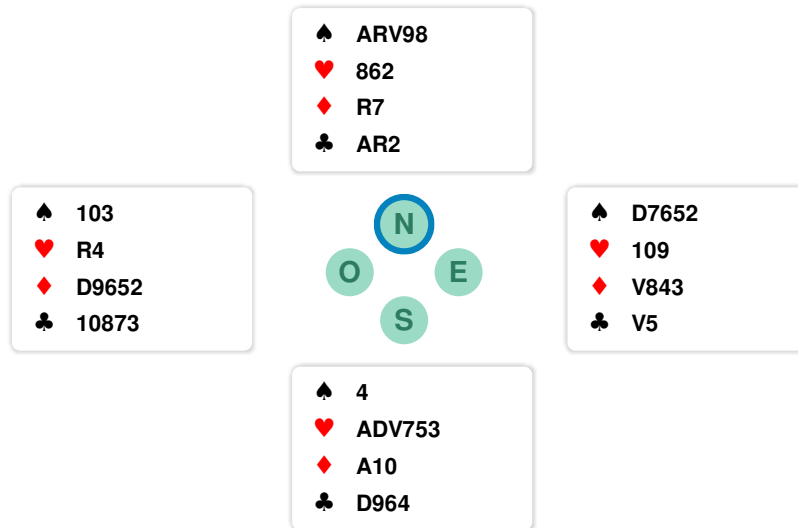 ♠ ARV98
♥ 862
♦ R7
♣ AR2
♠ 103
♥ R4
♦ D9652
♣ 10873
N
O
E
S
♠ D7652
♥ 109
♦ V843
♣ V5
♠ 4
♥ ADV753
♦ A10
♣ D964